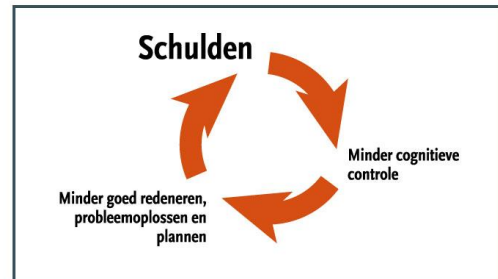 Schulden
Minder cognitieve
controle
Minder goed redeneren,
probleemoplossen en
plannen